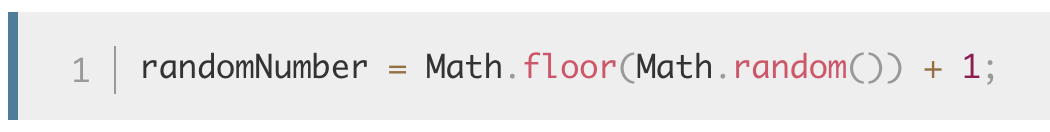 1 randomNumber = Math.floor(Math.random()) + 1;